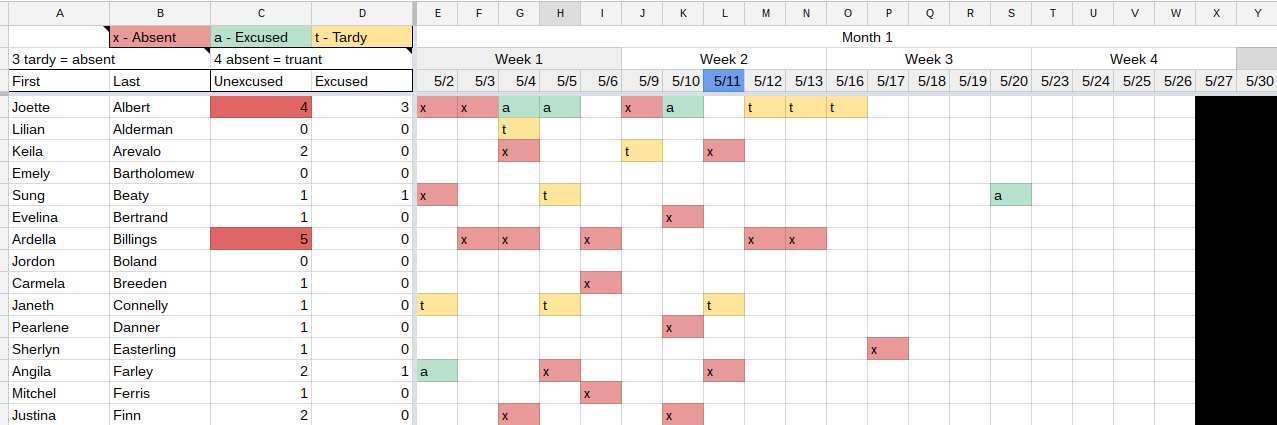 A B C D E F G H I J K L M N O P Q R S T U V W X Y
x - Absent a - Excused t - Tardy Month 1
3 tardy = absent 4 absent = truant Week 1 Week 2 Week 3 Week 4
First Last Unexcused Excused 5/2 5/3 5/4 5/5 5/6 5/9 5/10 5/11 5/12 5/13 5/16 5/17 5/18 5/19 5/20 5/23 5/24 5/25 5/26 5/27 5/30
Joette Albert 4 3 x x a a x a t t t
Lilian Alderman 0 0 t
Keila Arevalo 2 0 x t x
Emely Bartholomew 0 0
Sung Beaty 1 1 x t a
Evelina Bertrand 1 0 x
Ardella Billings 5 0 x x x x x
Jordon Boland 0 0
Carmela Breeden 1 0 x
Janeth Connelly 1 0 t t t
Pearlene Danner 1 0 x
Sherlyn Easterling 1 0 x
Angila Farley 2 1 a x x
Mitchel Ferris 1 0 x
Justina Finn 2 0 x x